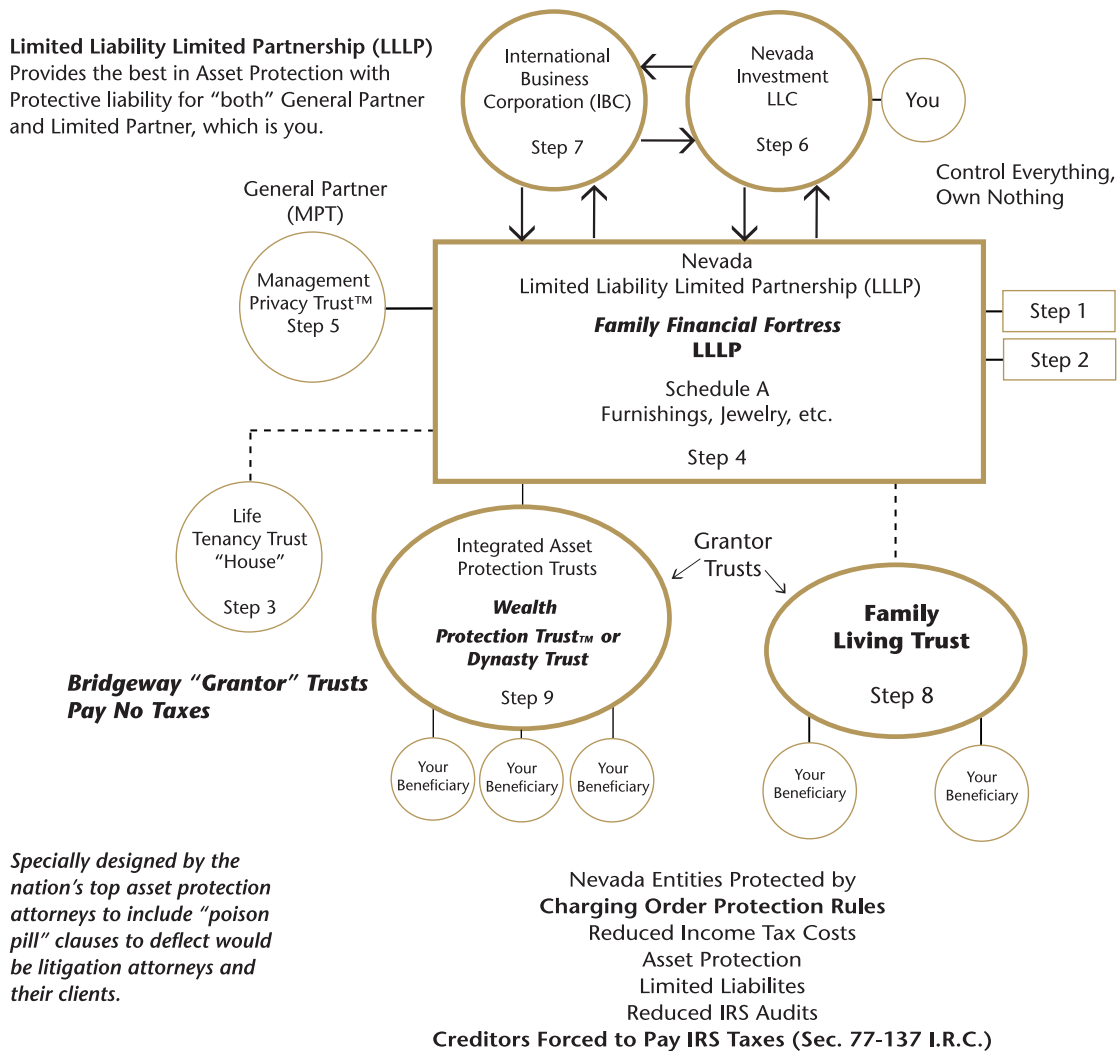 Limited Liability Limited Partnership (LLLP)
Provides the best in Asset Protection with
Protective liability for “both” General Partner
and Limited Partner, which is you.
International
Business
Corporation (IBC)
Step 7
Nevada
Investment
LLC
Step 6
You
Control Everything,
Own Nothing
General Partner
(MPT)
Management
Privacy Trust™
Step 5
Nevada
Limited Liability Limited Partnership (LLLP)
Family Financial Fortress
LLLP
Schedule A
Furnishings, Jewelry, etc.
Step 4
Step 1
Step 2
Life
Tenancy Trust
“House”
Step 3
Integrated Asset
Protection Trusts
Wealth
Protection Trust™ or
Dynasty Trust
Step 9
Grantor
Trusts
Family
Living Trust
Step 8
Bridgeway “Grantor” Trusts
Pay No Taxes
Your
Beneficiary
Your
Beneficiary
Your
Beneficiary
Your
Beneficiary
Your
Beneficiary
Specially designed by the
nation’s top asset protection
attorneys to include “poison
pill” clauses to deflect would
be litigation attorneys and
their clients.
Nevada Entities Protected by
Charging Order Protection Rules
Reduced Income Tax Costs
Asset Protection
Limited Liabilites
Reduced IRS Audits
Creditors Forced to Pay IRS Taxes (Sec. 77-137 I.R.C.)